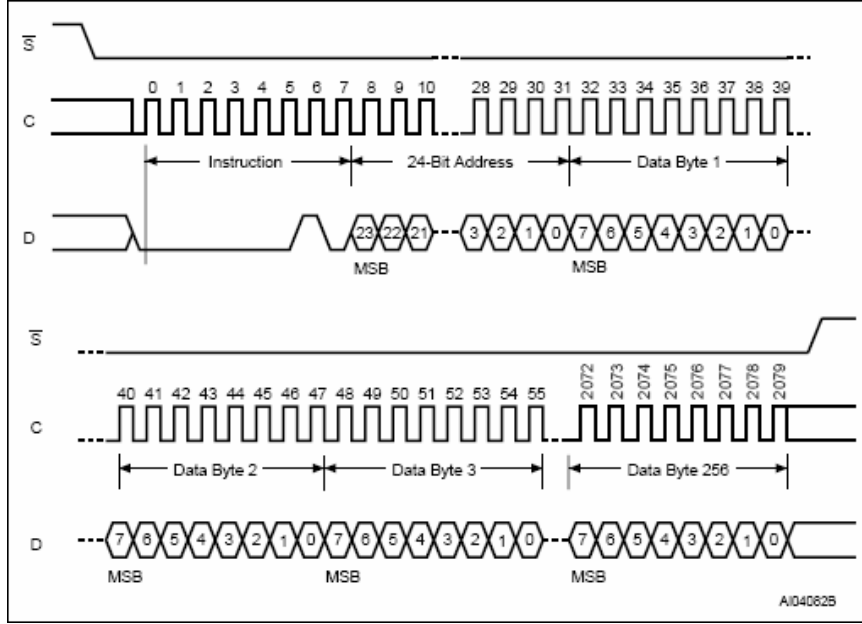 S
0 1 2 3 4 5 6 7 8 9 10 28 29 30 31 32 33 34 35 36 37 38 39
C
Instruction 24-Bit Address Data Byte 1
D 23 22 21 3 2 1 0 7 6 5 4 3 2 1 0
MSB MSB
S
40 41 42 43 44 45 46 47 48 49 50 51 52 53 54 55 2072 2073 2074 2075 2076 2077 2078 2079
C
Data Byte 2 Data Byte 3 Data Byte 256
D 7 6 5 4 3 2 1 0 7 6 5 4 3 2 1 0 7 6 5 4 3 2 1 0
MSB MSB MSB
AI04082B